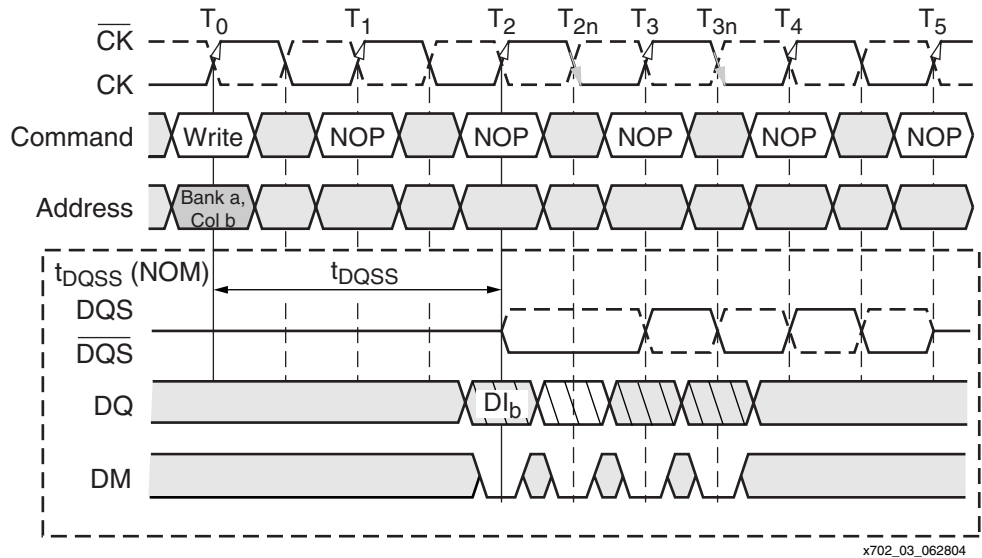 T0 T1 T2 T2n T3 T3n T4 T5
CK
CK
Command Write NOP NOP NOP NOP NOP
Address Bank a,
Col b
tDQSS (NOM) tDQSS
DQS
DQS
DQ DIb
DM
x702_03_062804